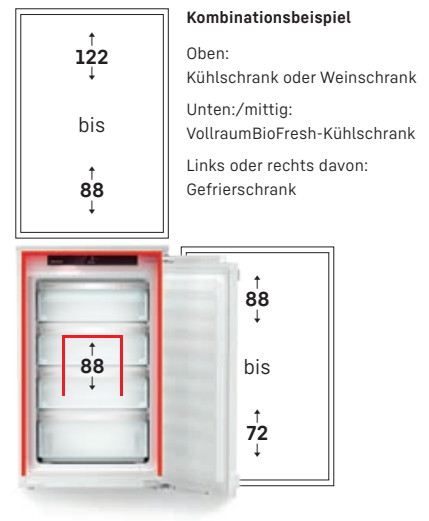 Kombinationsbeispiel
Oben:
Kühlschrank oder Weinschrank
Unten:/mittig:
VollraumBioFresh-Kühlschrank
Links oder rechts davon:
Gefrierschrank
122
bis
88
88
88
bis
72